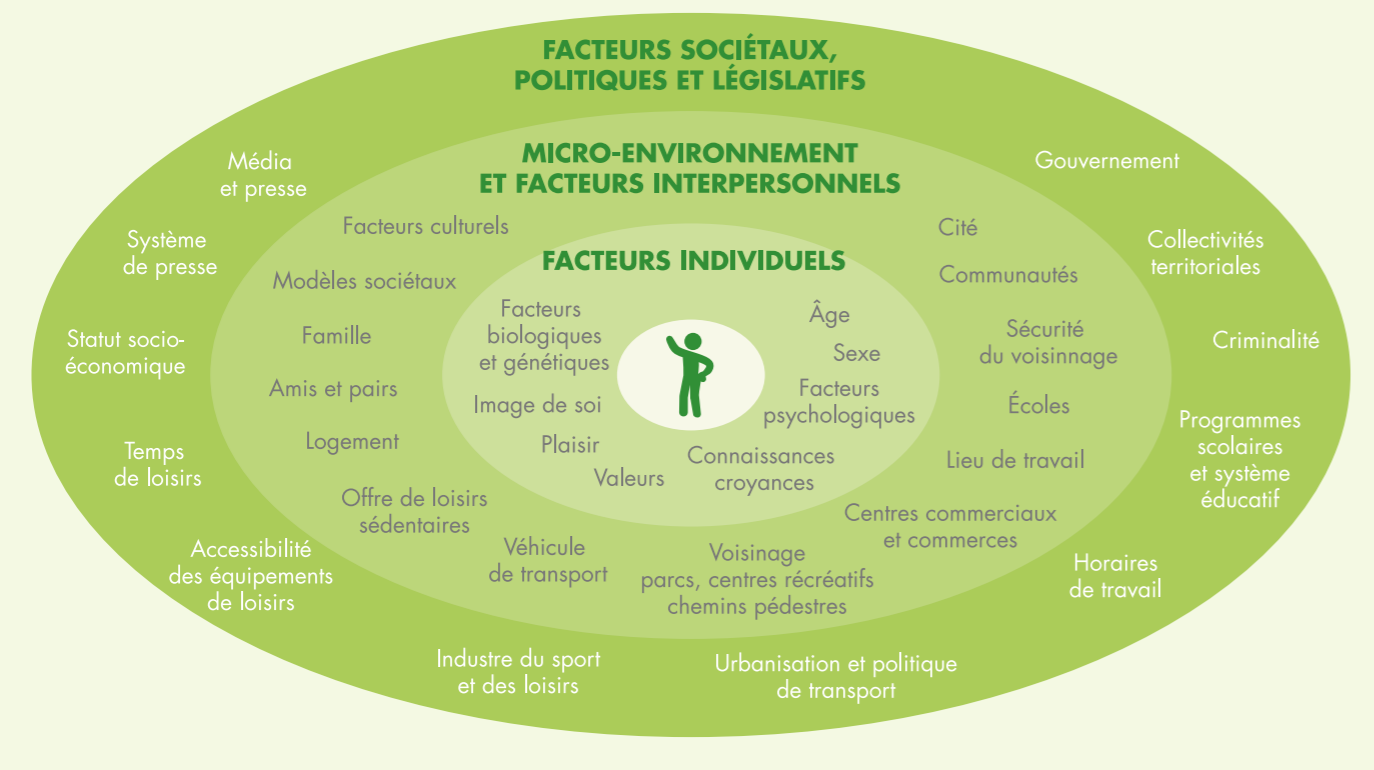 FACTEURS SOCIÉTAUX,
POLITIQUES ET LÉGISLATIFS
Média
et presse
Système
de presse
Statut socio-
économique
Temps
de loisirs
Accessibilité
des équipements
de loisirs
Industre du sport
et des loisirs
Urbanisation et politique
de transport
Horaires
de travail
Programmes
scolaires
et système
éducatif
Criminalité
Collectivités
territoriales
Gouvernement
MICRO-ENVIRONNEMENT
ET FACTEURS INTERPERSONNELS
Facteurs culturels
Modèles sociétaux
Famille
Amis et pairs
Logement
Offre de loisirs
sédentaires
Véhicule
de transport
Voisinage
parcs, centres récréatifs
chemins pédestres
Centres commerciaux
et commerces
Lieu de travail
Écoles
Sécurité
du voisinnage
Communautés
Cité
FACTEURS INDIVIDUELS
Facteurs
biologiques
et génétiques
Image de soi
Plaisir
Valeurs
Connaissances
croyances
Facteurs
psychologiques
Sexe
Âge